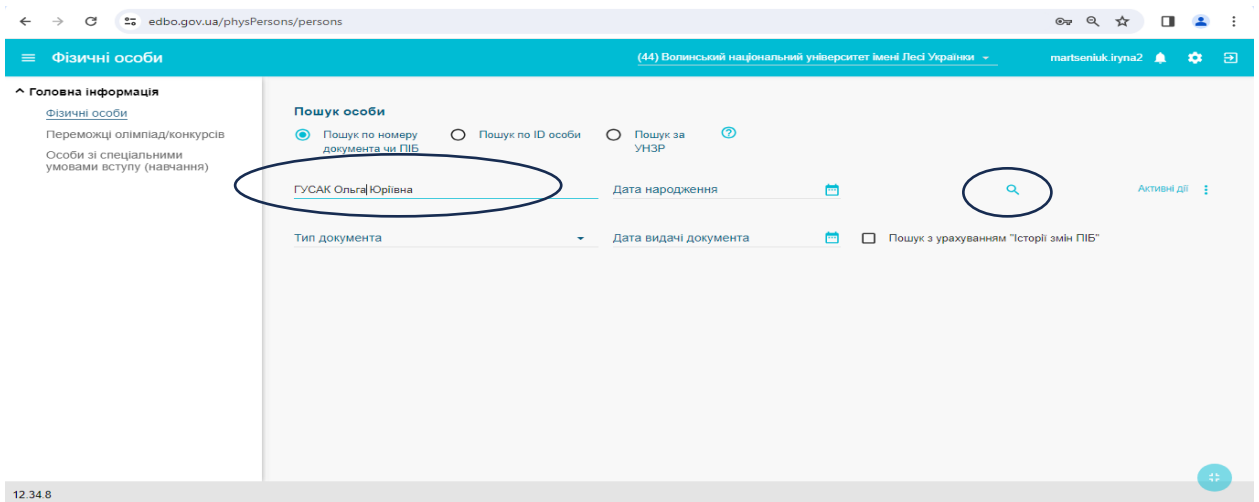 edbo.gov.ua/physPersons/persons
Фізичні особи
(44) Волинський національний університет імені Лесі Українки
martseniuk.iryna2
Головна інформація
Фізичні особи
Переможці олімпіад/конкурсів
Особи зі спеціальними
умовами вступу (навчання)
Пошук особи
Пошук по номеру
документа чи ПІБ
Пошук по ID особи
Пошук за
УНЗР
ГУСАК Ольга Юріївна
Дата народження
Активні дії
Тип документа
Дата видачі документа
Пошук з урахуванням "Історії змін ПІБ"
12.34.8